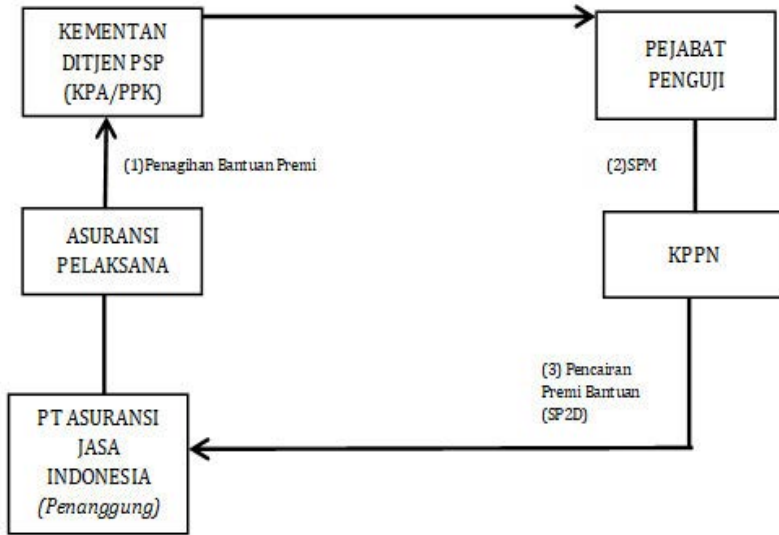 KEMENTAN
DITJEN PSP
(KPA/PPK)
PEJABAT
PENGUJI
(1)Penagihan Bantuan Premi
(2)SPM
ASURANSI
PELAKSANA
KPPN
(3) Pencairan
Premi Bantuan
(SP2D)
PT ASURANSI
JASA
INDONESIA
(Penanggung)